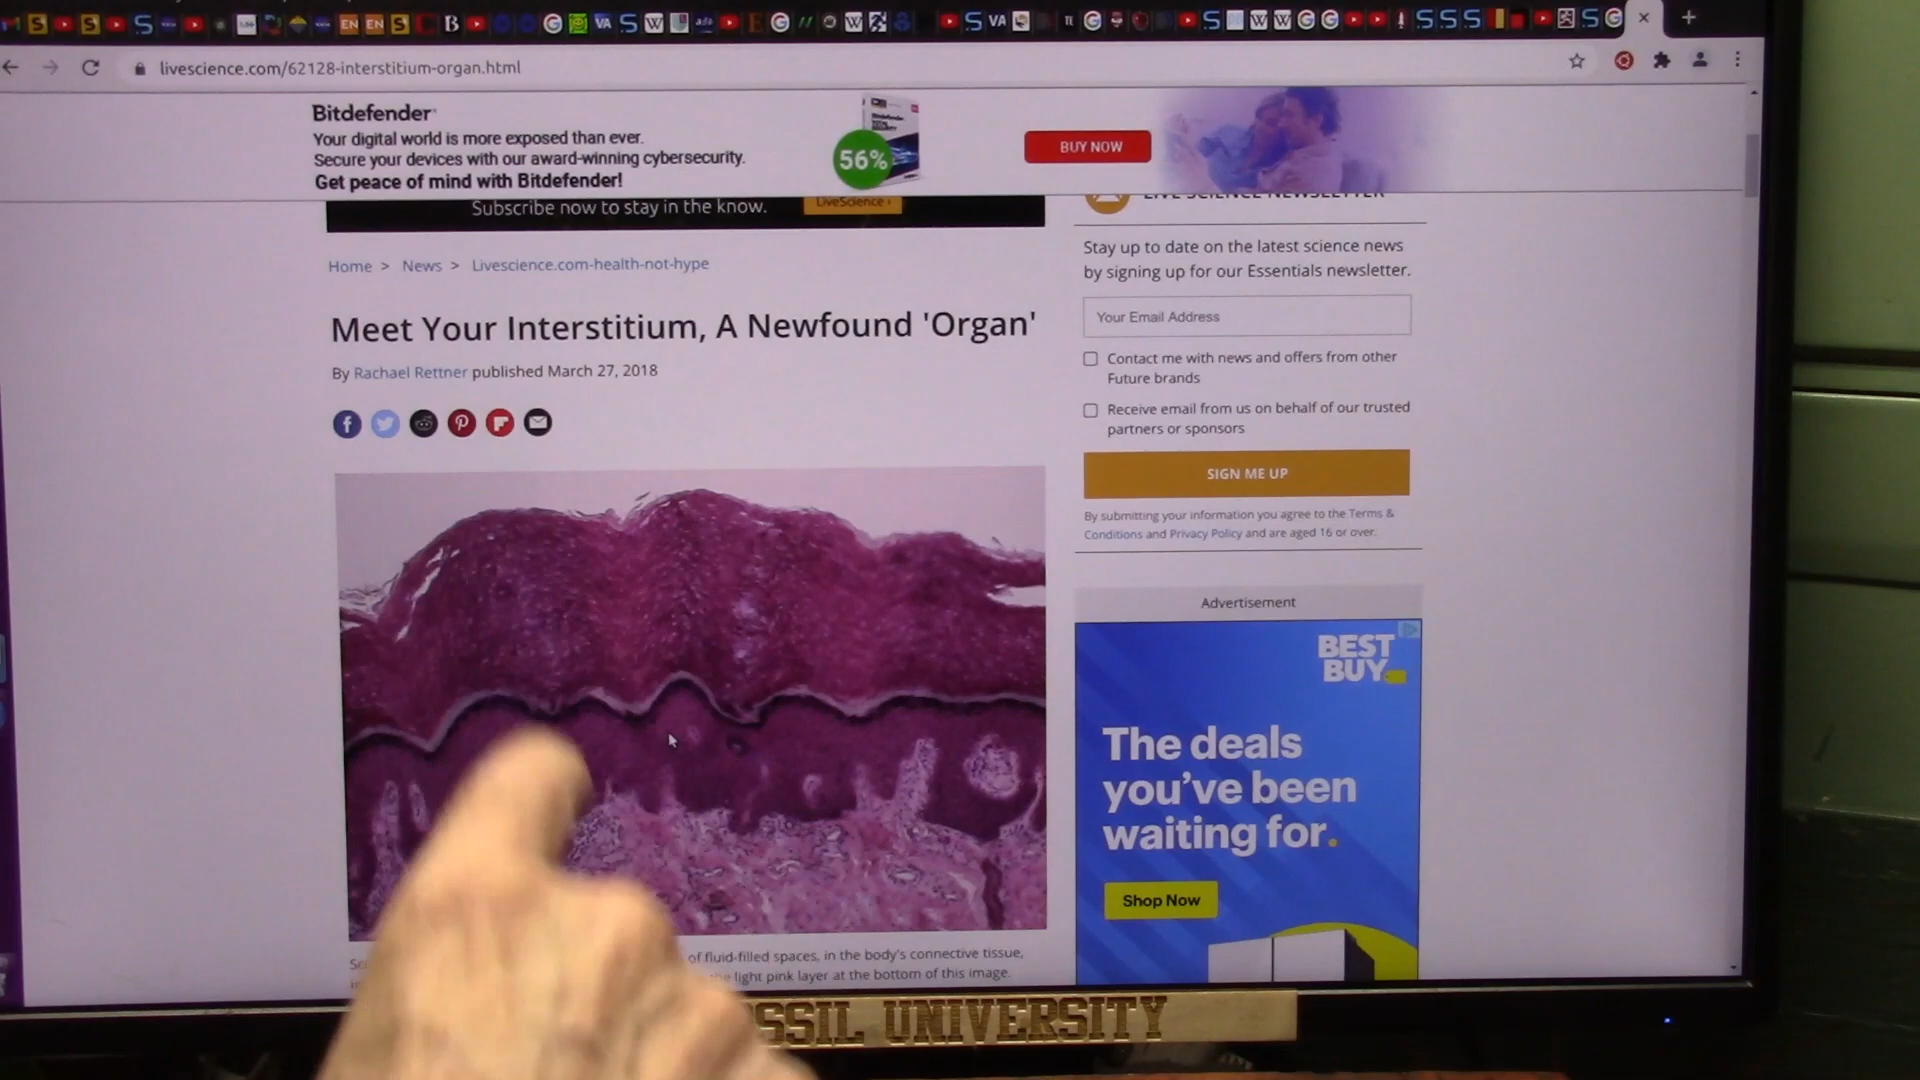 EN EN B VA S W G
livescience.com/62128-interstitium-organ.html
Bitdefender
Your digital world is more exposed than ever.
Secure your devices with our award-winning cybersecurity.
Get peace of mind with Bitdefender!
56%
BUY NOW
Subscribe now to stay in the know.
LiveScience ›
LIVE SCIENCE NEWSLETTER
Stay up to date on the latest science news
by signing up for our Essentials newsletter.
Your Email Address
Contact me with news and offers from other
Future brands
Receive email from us on behalf of our trusted
partners or sponsors
SIGN ME UP
By submitting your information you agree to the Terms &
Conditions and Privacy Policy and are aged 16 or over.
Home > News > Livescience.com-health-not-hype
Meet Your Interstitium, A Newfound 'Organ'
By Rachael Rettner published March 27, 2018
of fluid-filled spaces, in the body's connective tissue,
light pink layer at the bottom of this image.
Advertisement
BEST
BUY
The deals
you've been
waiting for.
Shop Now
SSIL UNIVERSITY